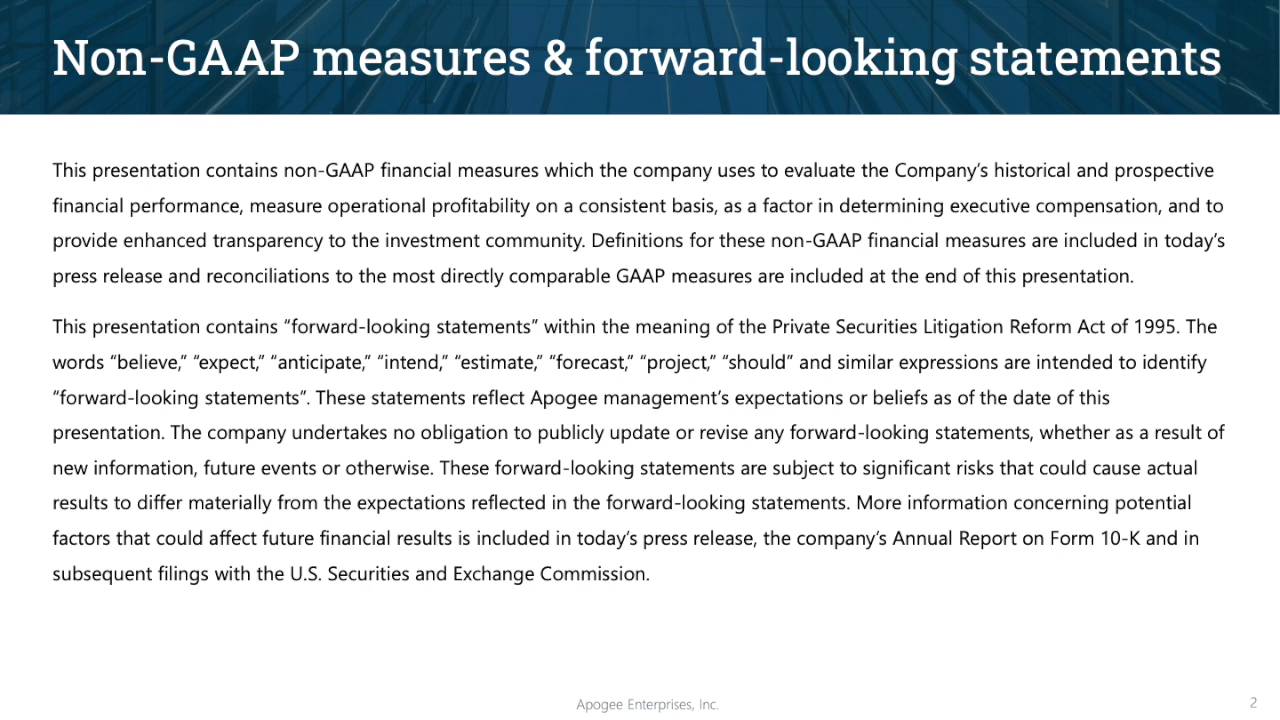 Non-GAAP measures & forward-looking statements
This presentation contains non-GAAP financial measures which the company uses to evaluate the Company’s historical and prospective
financial performance, measure operational profitability on a consistent basis, as a factor in determining executive compensation, and to
provide enhanced transparency to the investment community. Definitions for these non-GAAP financial measures are included in today’s
press release and reconciliations to the most directly comparable GAAP measures are included at the end of this presentation.
This presentation contains “forward-looking statements” within the meaning of the Private Securities Litigation Reform Act of 1995. The
words “believe,” “expect,” “anticipate,” “intend,” “estimate,” “forecast,” “project,” “should” and similar expressions are intended to identify
“forward-looking statements”. These statements reflect Apogee management’s expectations or beliefs as of the date of this
presentation. The company undertakes no obligation to publicly update or revise any forward-looking statements, whether as a result of
new information, future events or otherwise. These forward-looking statements are subject to significant risks that could cause actual
results to differ materially from the expectations reflected in the forward-looking statements. More information concerning potential
factors that could affect future financial results is included in today’s press release, the company’s Annual Report on Form 10-K and in
subsequent filings with the U.S. Securities and Exchange Commission.
Apogee Enterprises, Inc.
2